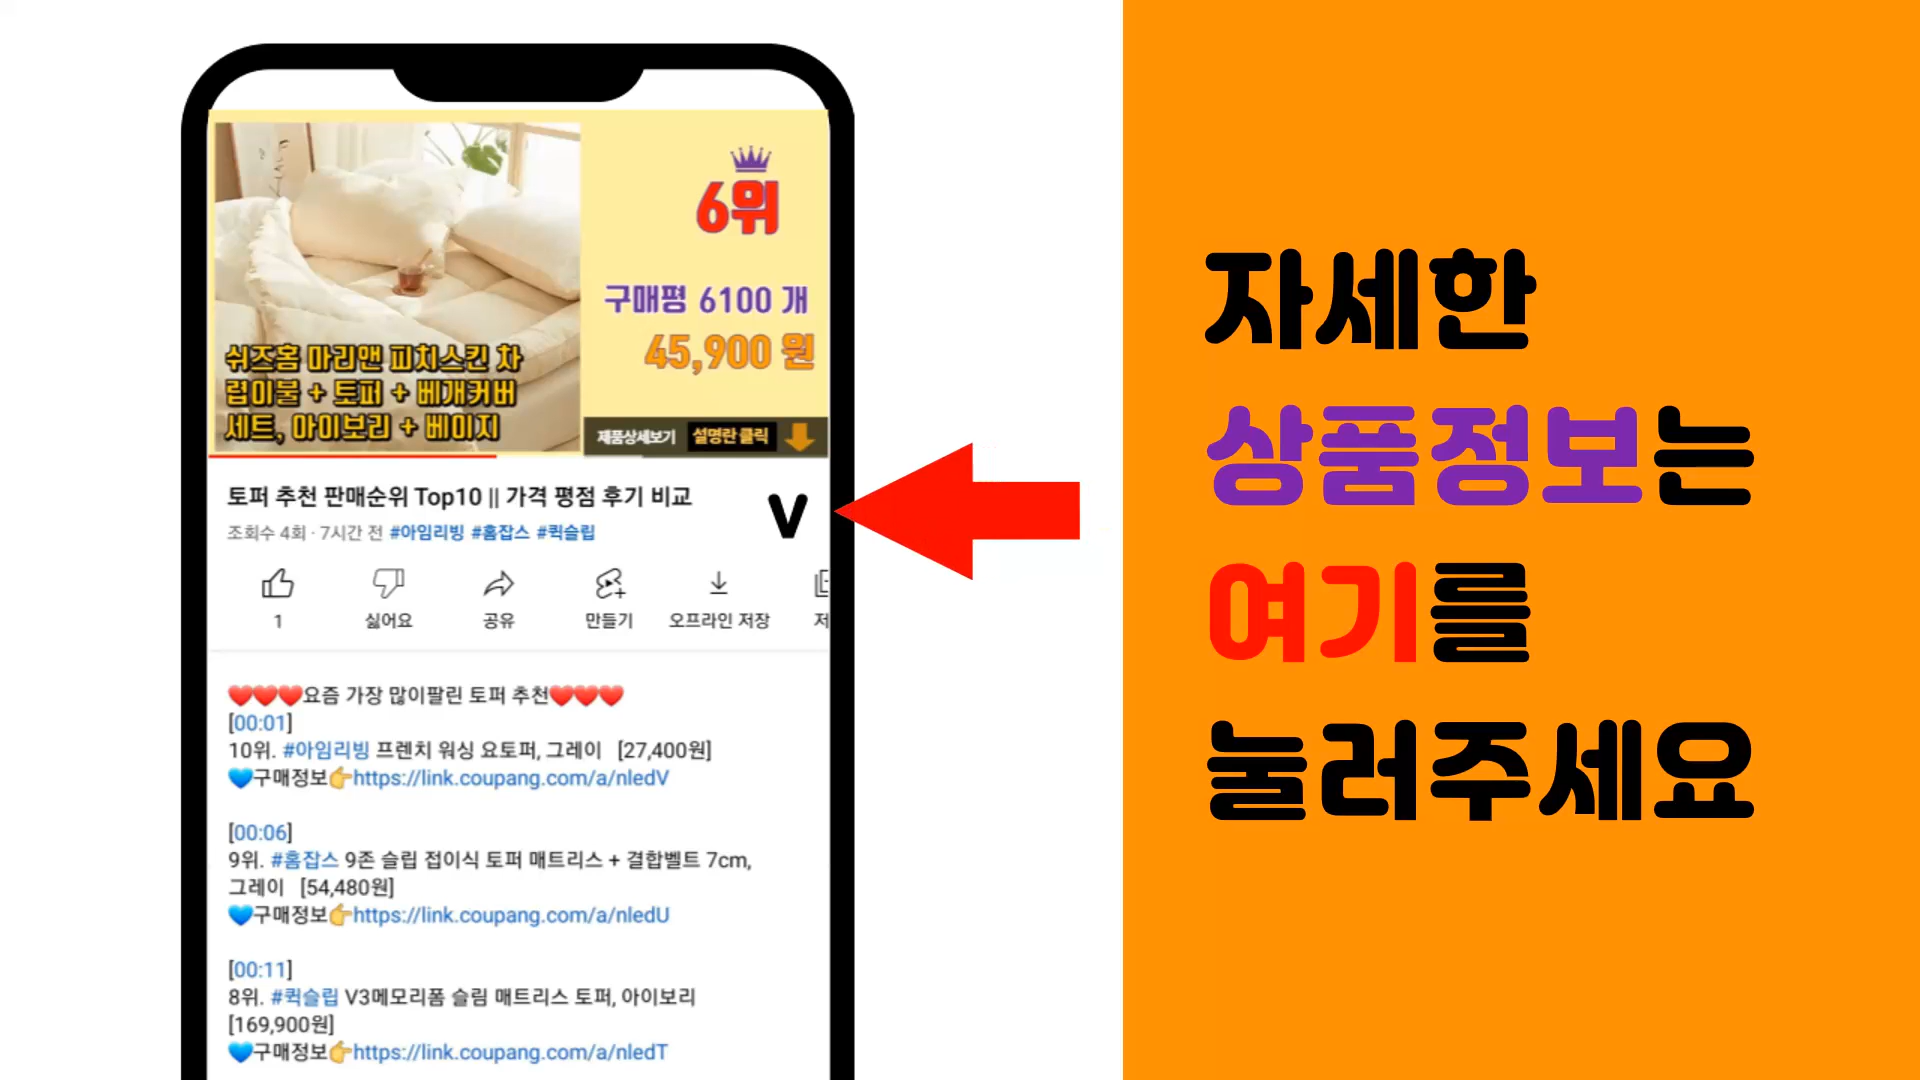 6위
구매평 6100 개
45,900 원
쉬즈홈 마리앤 피치스킨 차
렵이불 + 토퍼 + 베개커버
세트, 아이보리 + 베이지
제품상세보기 설명란 클릭
토퍼 추천 판매순위 Top10 || 가격 평점 후기 비교
V
조회수 4회 · 7시간 전 #아임리빙 #홈잡스 #퀵슬립
1 싫어요 공유 만들기 오프라인 저장 저
❤️❤️❤️요즘 가장 많이팔린 토퍼 추천❤️❤️❤️
[00:01]
10위. #아임리빙 프렌치 워싱 요토퍼, 그레이 [27,400원]
💙구매정보👉https://link.coupang.com/a/nledV
[00:06]
9위. #홈잡스 9존 슬립 접이식 토퍼 매트리스 + 결합벨트 7cm,
그레이 [54,480원]
💙구매정보👉https://link.coupang.com/a/nledU
[00:11]
8위. #퀵슬립 V3메모리폼 슬림 매트리스 토퍼, 아이보리
[169,900원]
💙구매정보👉https://link.coupang.com/a/nledT
자세한
상품정보는
여기를
눌러주세요